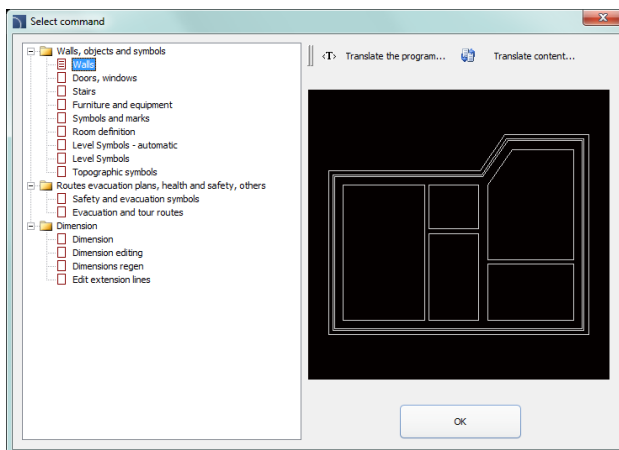 Select command
Walls, objects and symbols
Walls
Doors, windows
Stairs
Furniture and equipment
Symbols and marks
Room definition
Level Symbols - automatic
Level Symbols
Topographic symbols
Routes evacuation plans, health and safety, others
Safety and evacuation symbols
Evacuation and tour routes
Dimension
Dimension
Dimension editing
Dimensions regen
Edit extension lines
<T> Translate the program... Translate content...
OK